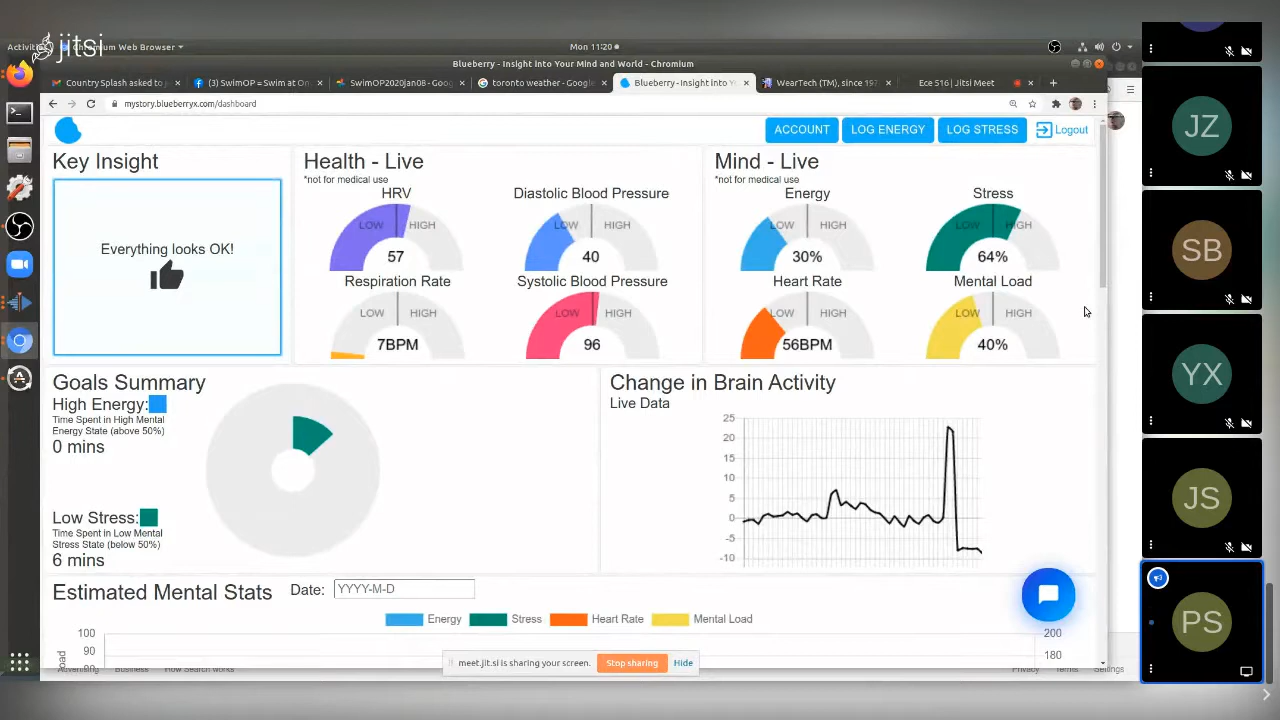 jitsi
Chromium Web Browser
Mon 11:20
Blueberry - Insight into Your Mind and World - Chromium
Country Splash asked to j
(3) SwimOP = Swim at On
SwimOP2020jan08 - Goog
toronto weather - Google
Blueberry - Insight into Y
WearTech (TM), since 197
Ece 516 | Jitsi Meet
mystory.blueberryx.com/dashboard
ACCOUNT
LOG ENERGY
LOG STRESS
Logout
Key Insight
Everything looks OK!
Health - Live
*not for medical use
HRV
LOW
HIGH
57
Diastolic Blood Pressure
LOW
HIGH
40
Respiration Rate
LOW
HIGH
7BPM
Systolic Blood Pressure
LOW
HIGH
96
Mind - Live
*not for medical use
Energy
LOW
HIGH
30%
Stress
LOW
HIGH
64%
Heart Rate
LOW
HIGH
56BPM
Mental Load
LOW
HIGH
40%
Goals Summary
High Energy:
Time Spent in High Mental
Energy State (above 50%)
0 mins
Low Stress:
Time Spent in Low Mental
Stress State (below 50%)
6 mins
Change in Brain Activity
Live Data
25
20
15
10
5
0
-5
-10
Estimated Mental Stats
Date:
YYYY-M-D
Energy
Stress
Heart Rate
Mental Load
100
90
200
180
meet.jit.si is sharing your screen.
Stop sharing
Hide
JZ
SB
YX
JS
PS